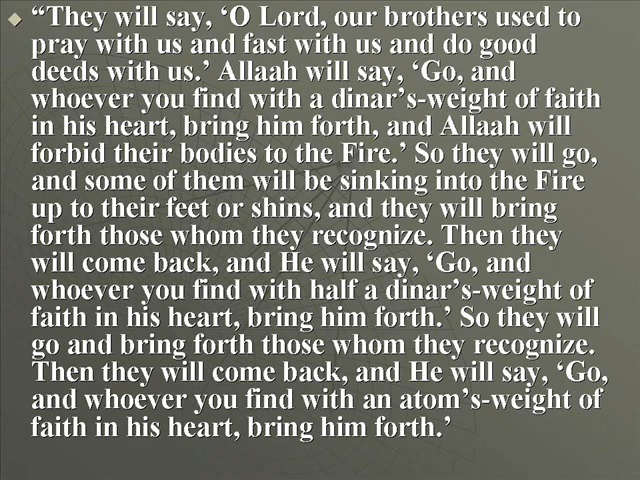 “They will say, ‘O Lord, our brothers used to
pray with us and fast with us and do good
deeds with us.’ Allaah will say, ‘Go, and
whoever you find with a dinar’s-weight of faith
in his heart, bring him forth, and Allaah will
forbid their bodies to the Fire.’ So they will go,
and some of them will be sinking into the Fire
up to their feet or shins, and they will bring
forth those whom they recognize. Then they
will come back, and He will say, ‘Go, and
whoever you find with half a dinar’s-weight of
faith in his heart, bring him forth.’ So they will
go and bring forth those whom they recognize.
Then they will come back, and He will say, ‘Go,
and whoever you find with an atom’s-weight of
faith in his heart, bring him forth.’